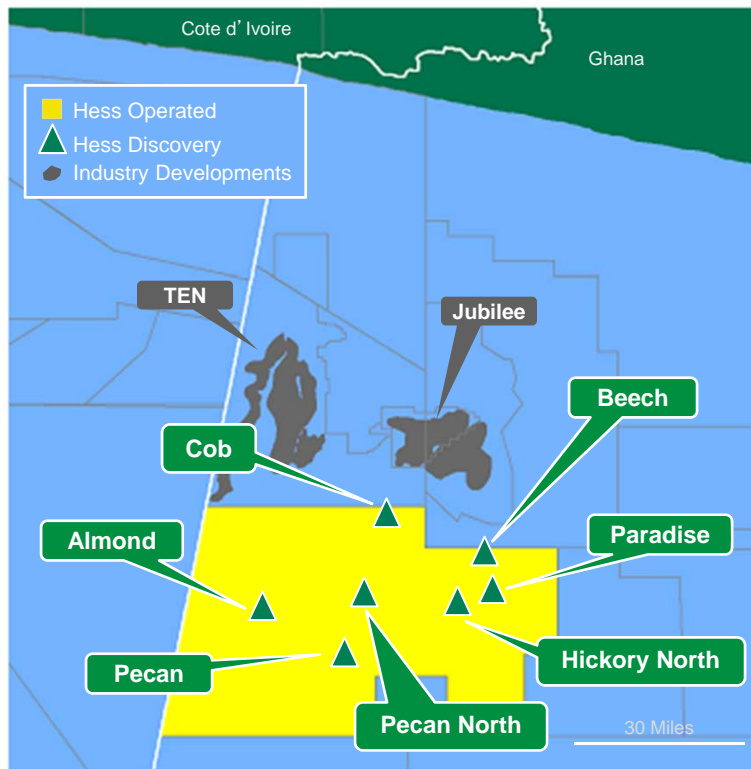 Cote d' Ivoire
Ghana
Hess Operated
Hess Discovery
Industry Developments
TEN
Jubilee
Beech
Cob
Almond
Paradise
Hickory North
Pecan
Pecan North
30 Miles